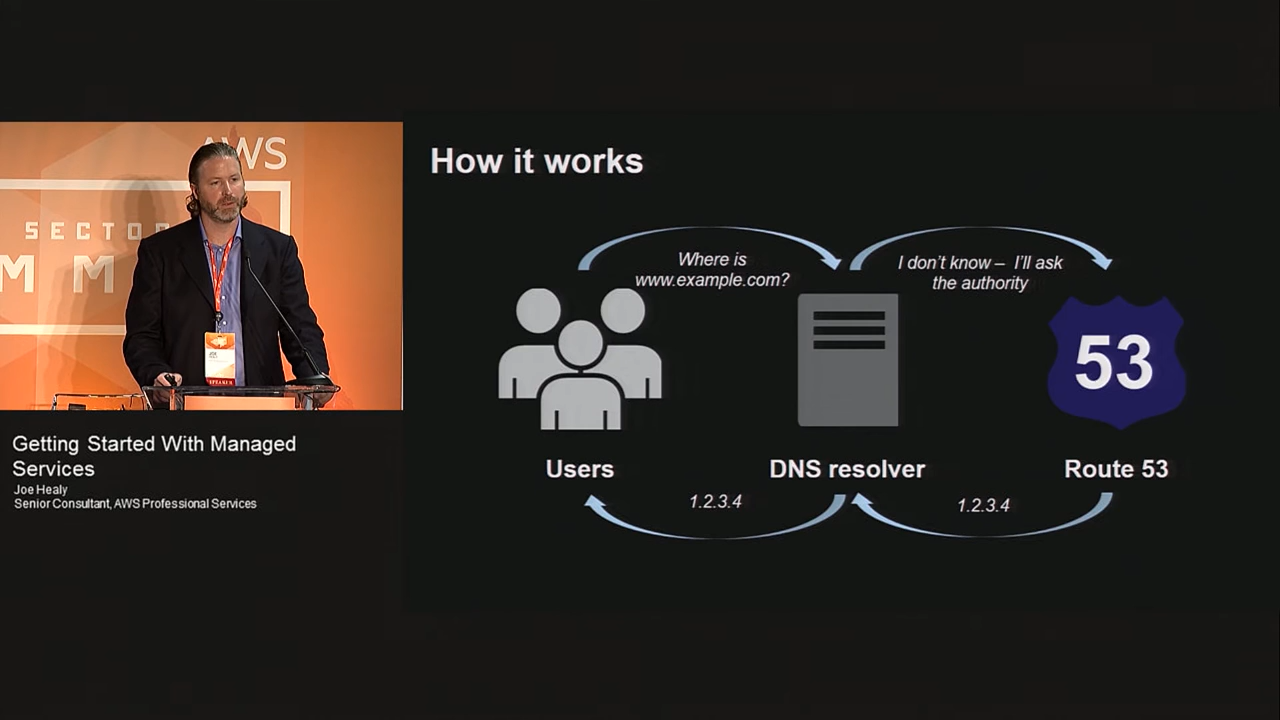 AWS
SECTOR
MM
SPEAKER
Getting Started With Managed
Services
Joe Healy
Senior Consultant, AWS Professional Services
How it works
Where is
www.example.com?
I don't know – I'll ask
the authority
53
Users
DNS resolver
Route 53
1.2.3.4
1.2.3.4